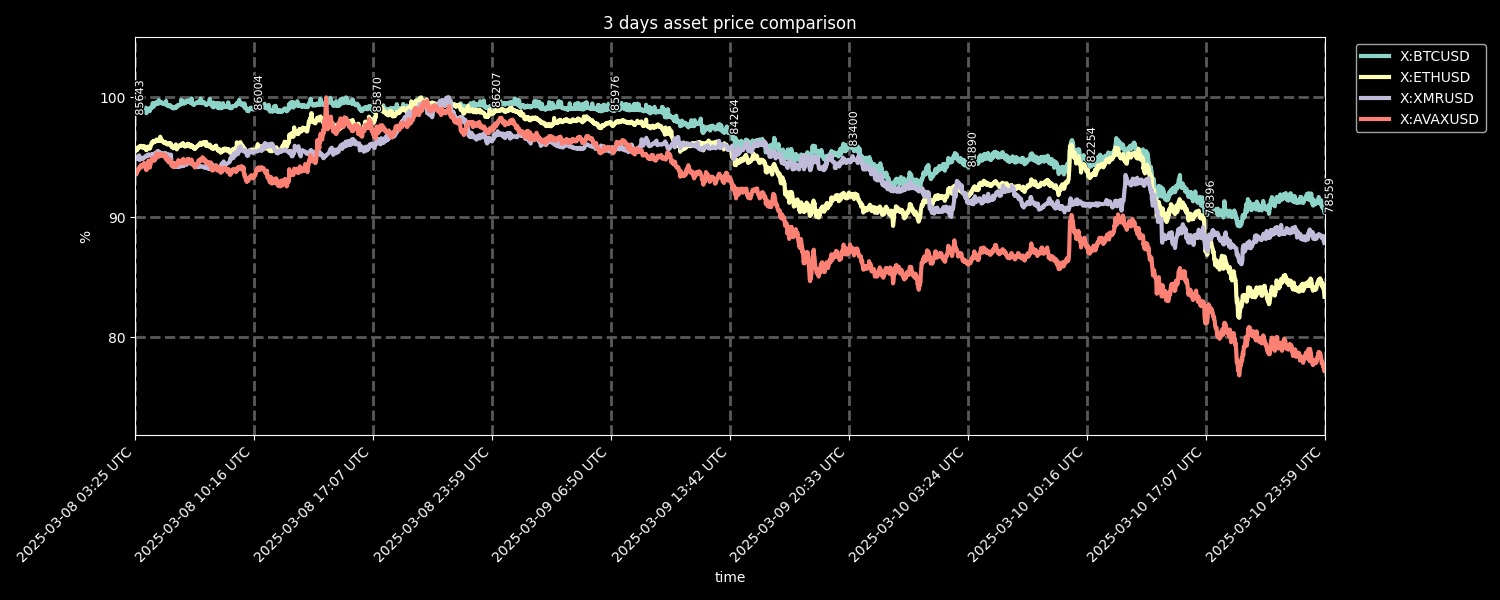 3 days asset price comparison
X:BTCUSD
X:ETHUSD
X:XMRUSD
X:AVAXUSD
100
90
80
%
85643
86004
85870
86207
85976
84264
83400
81890
82254
78396
78559
2025-03-08 03:25 UTC
2025-03-08 10:16 UTC
2025-03-08 17:07 UTC
2025-03-08 23:59 UTC
2025-03-09 06:50 UTC
2025-03-09 13:42 UTC
2025-03-09 20:33 UTC
2025-03-10 03:24 UTC
2025-03-10 10:16 UTC
2025-03-10 17:07 UTC
2025-03-10 23:59 UTC
time